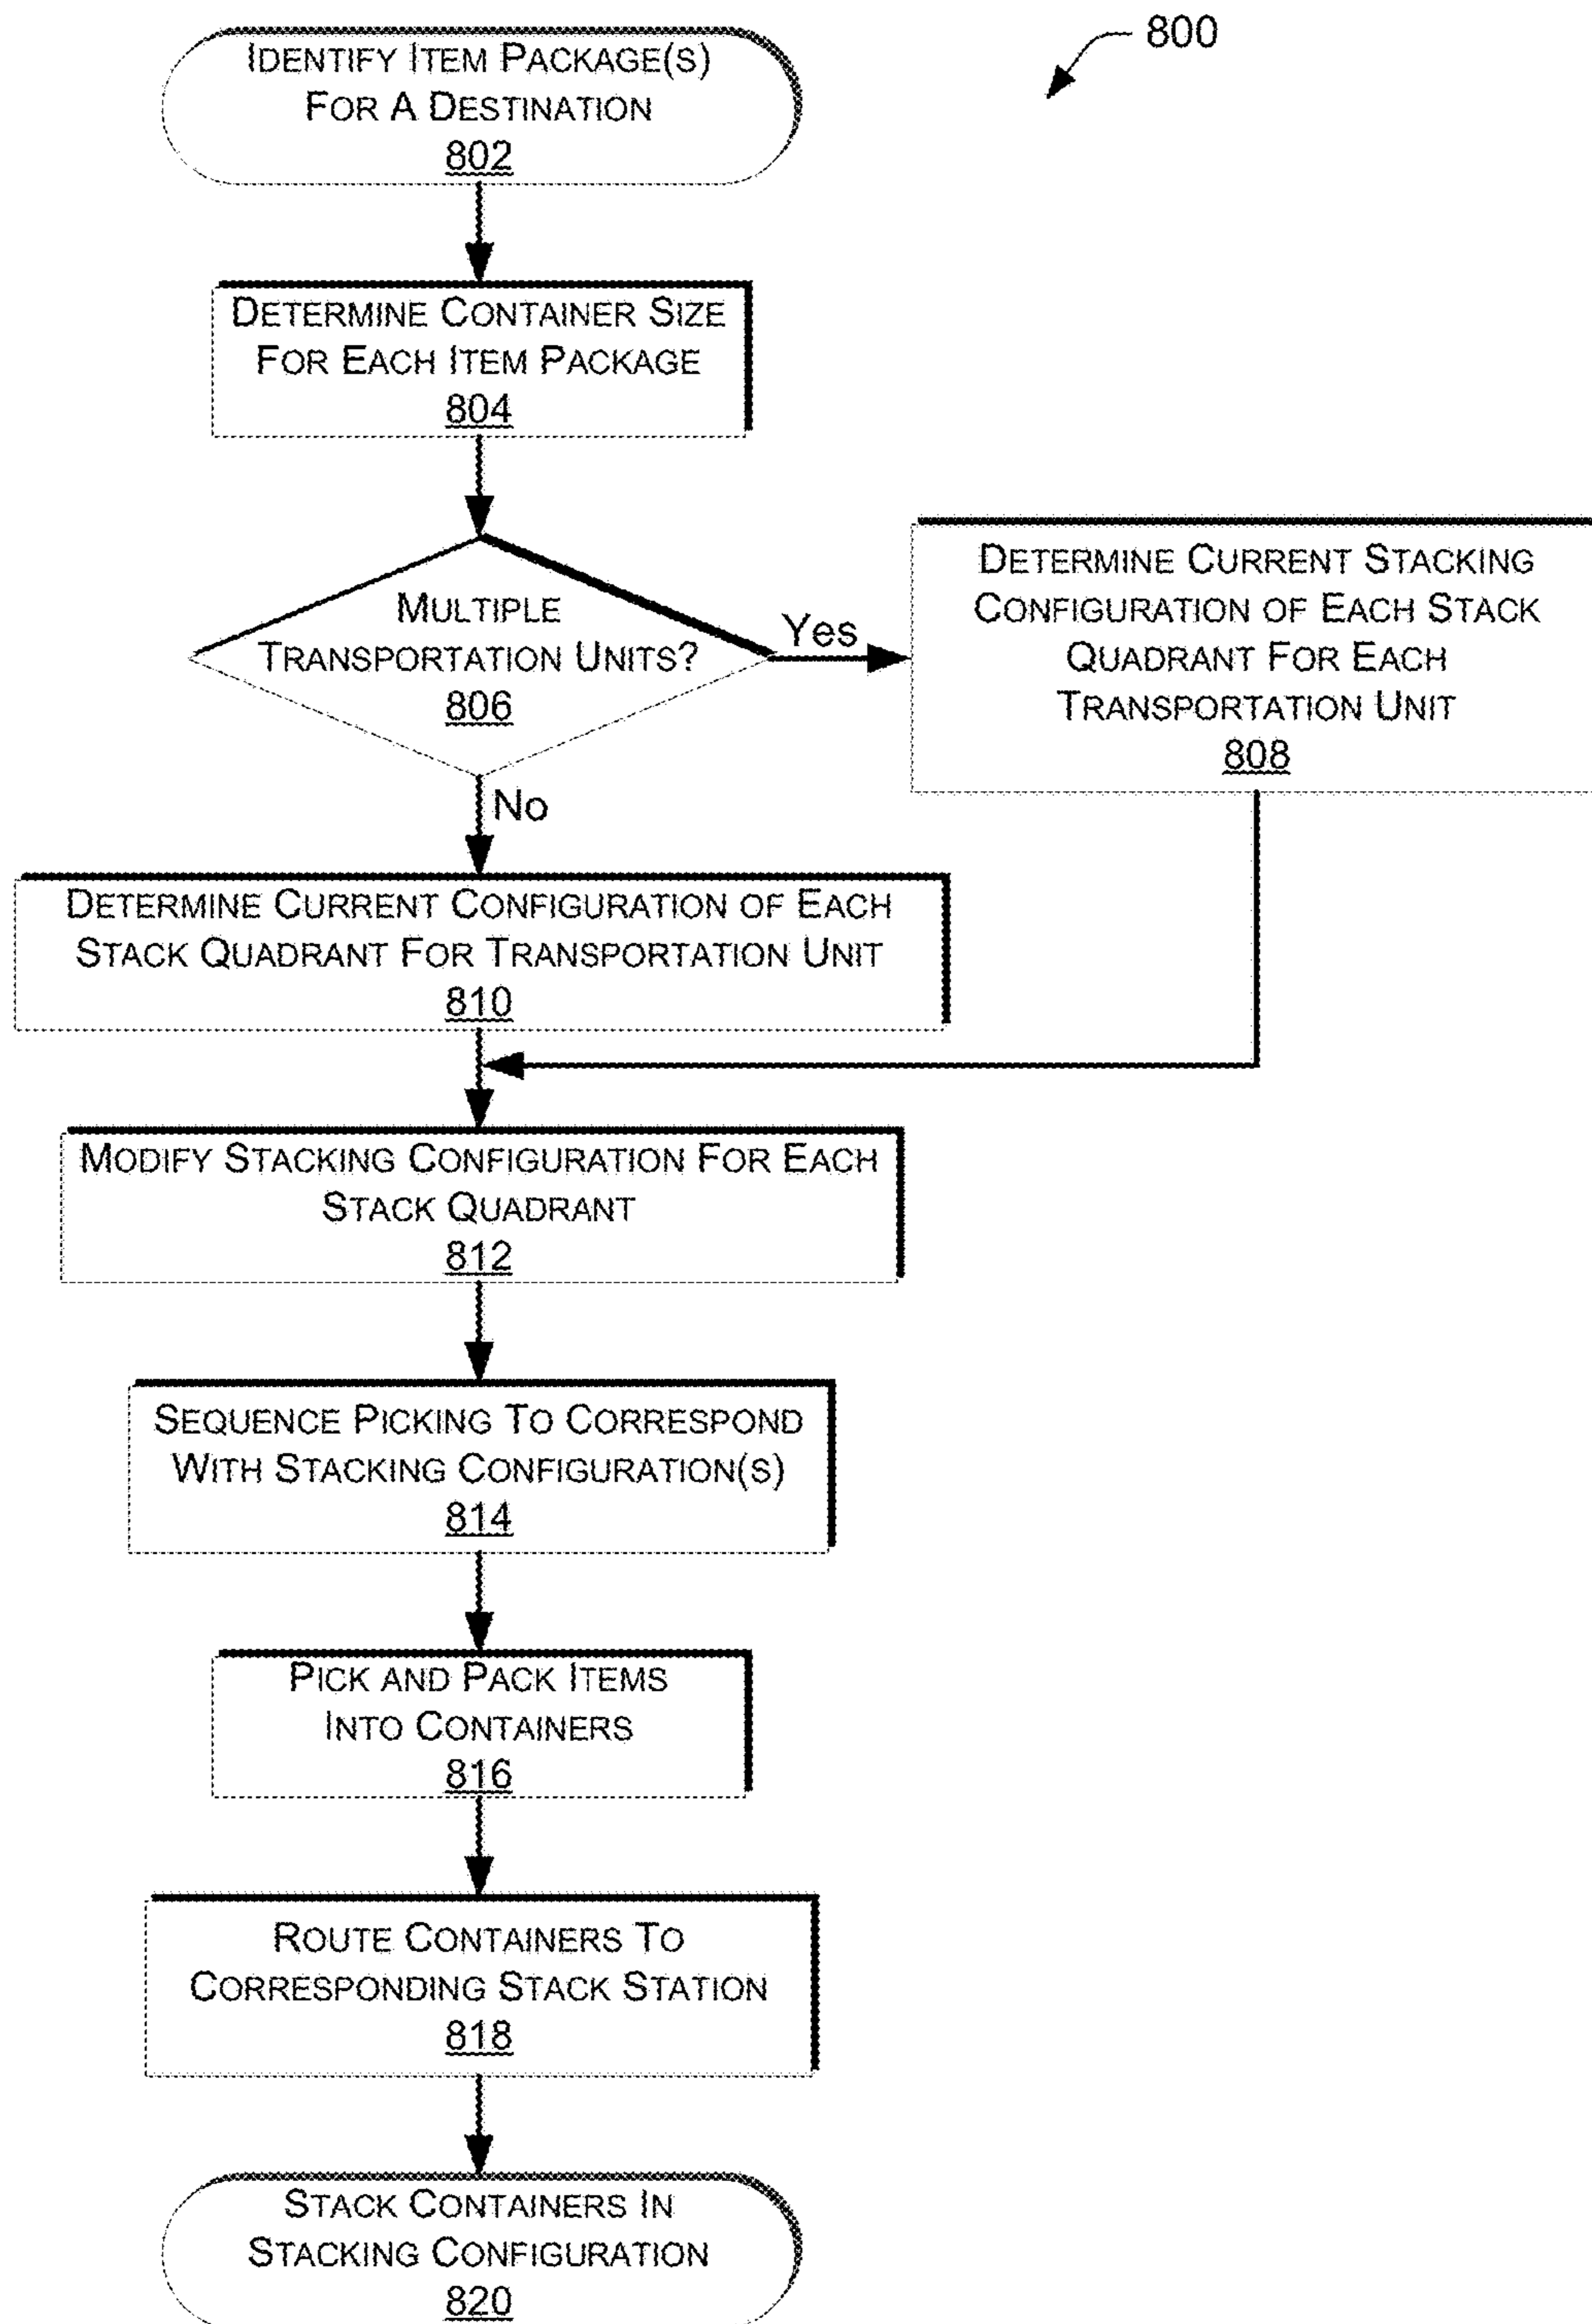 800
IDENTIFY ITEM PACKAGE(S)
FOR A DESTINATION
802
DETERMINE CONTAINER SIZE
FOR EACH ITEM PACKAGE
804
MULTIPLE
TRANSPORTATION UNITS?
806
Yes
DETERMINE CURRENT STACKING
CONFIGURATION OF EACH STACK
QUADRANT FOR EACH
TRANSPORTATION UNIT
808
No
DETERMINE CURRENT CONFIGURATION OF EACH
STACK QUADRANT FOR TRANSPORTATION UNIT
810
MODIFY STACKING CONFIGURATION FOR EACH
STACK QUADRANT
812
SEQUENCE PICKING TO CORRESPOND
WITH STACKING CONFIGURATION(S)
814
PICK AND PACK ITEMS
INTO CONTAINERS
816
ROUTE CONTAINERS TO
CORRESPONDING STACK STATION
818
STACK CONTAINERS IN
STACKING CONFIGURATION
820